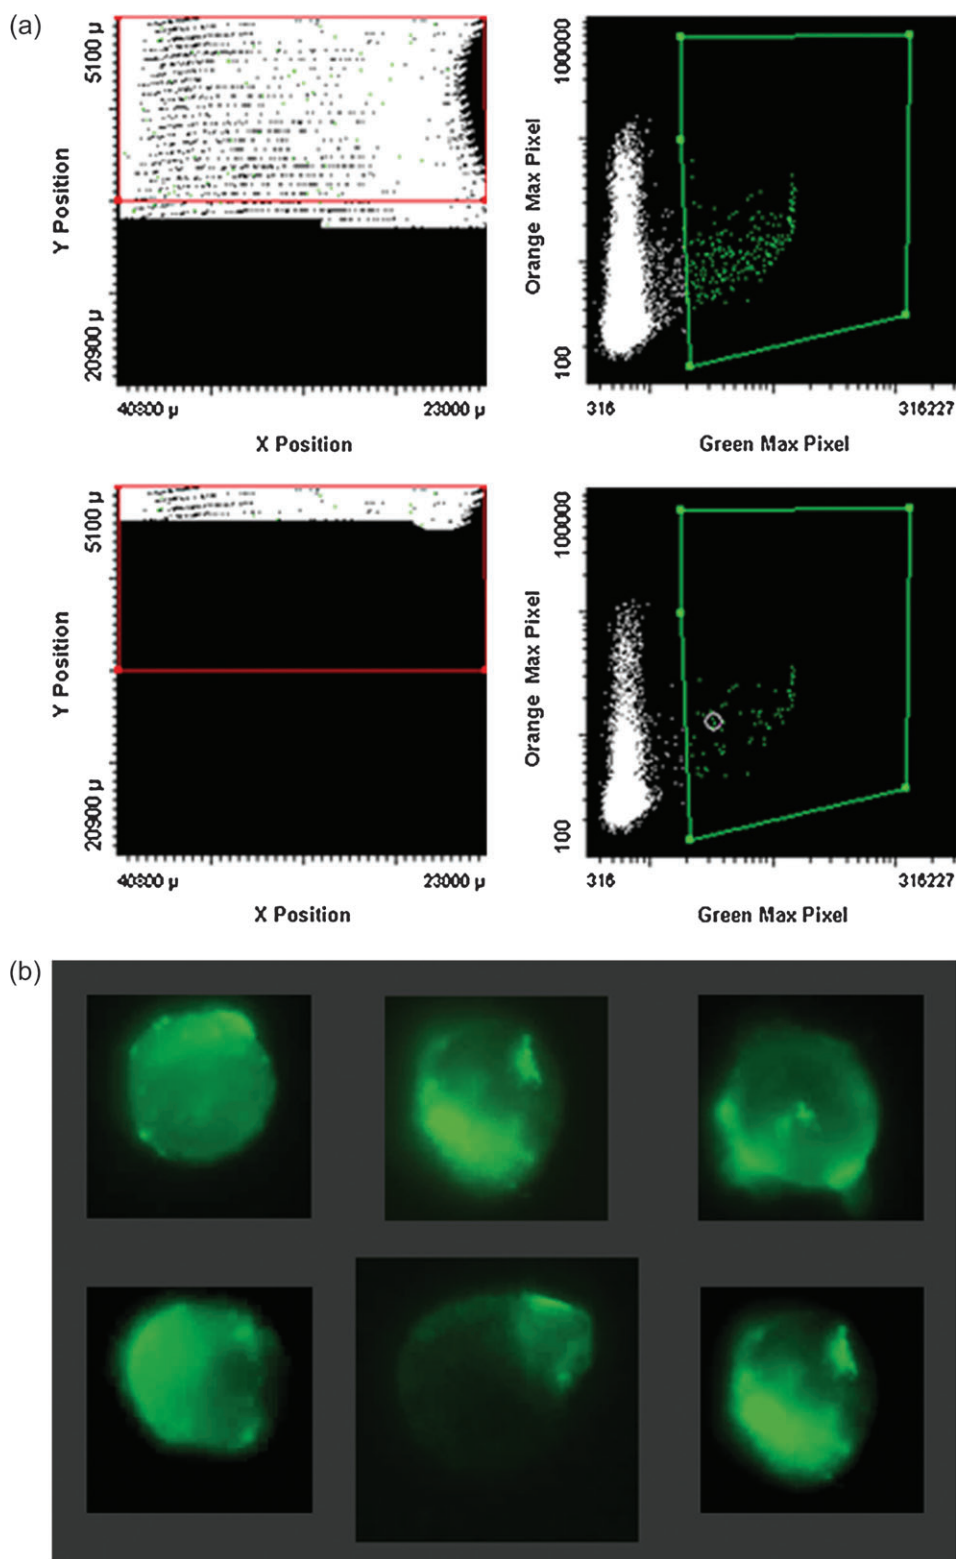 (a)
5100 µ
Y Position
20900 µ
40800 µ
23000 µ
X Position
100000
Orange Max Pixel
100
316
316227
Green Max Pixel
5100 µ
Y Position
20900 µ
40800 µ
23000 µ
X Position
100000
Orange Max Pixel
100
316
316227
Green Max Pixel
(b)